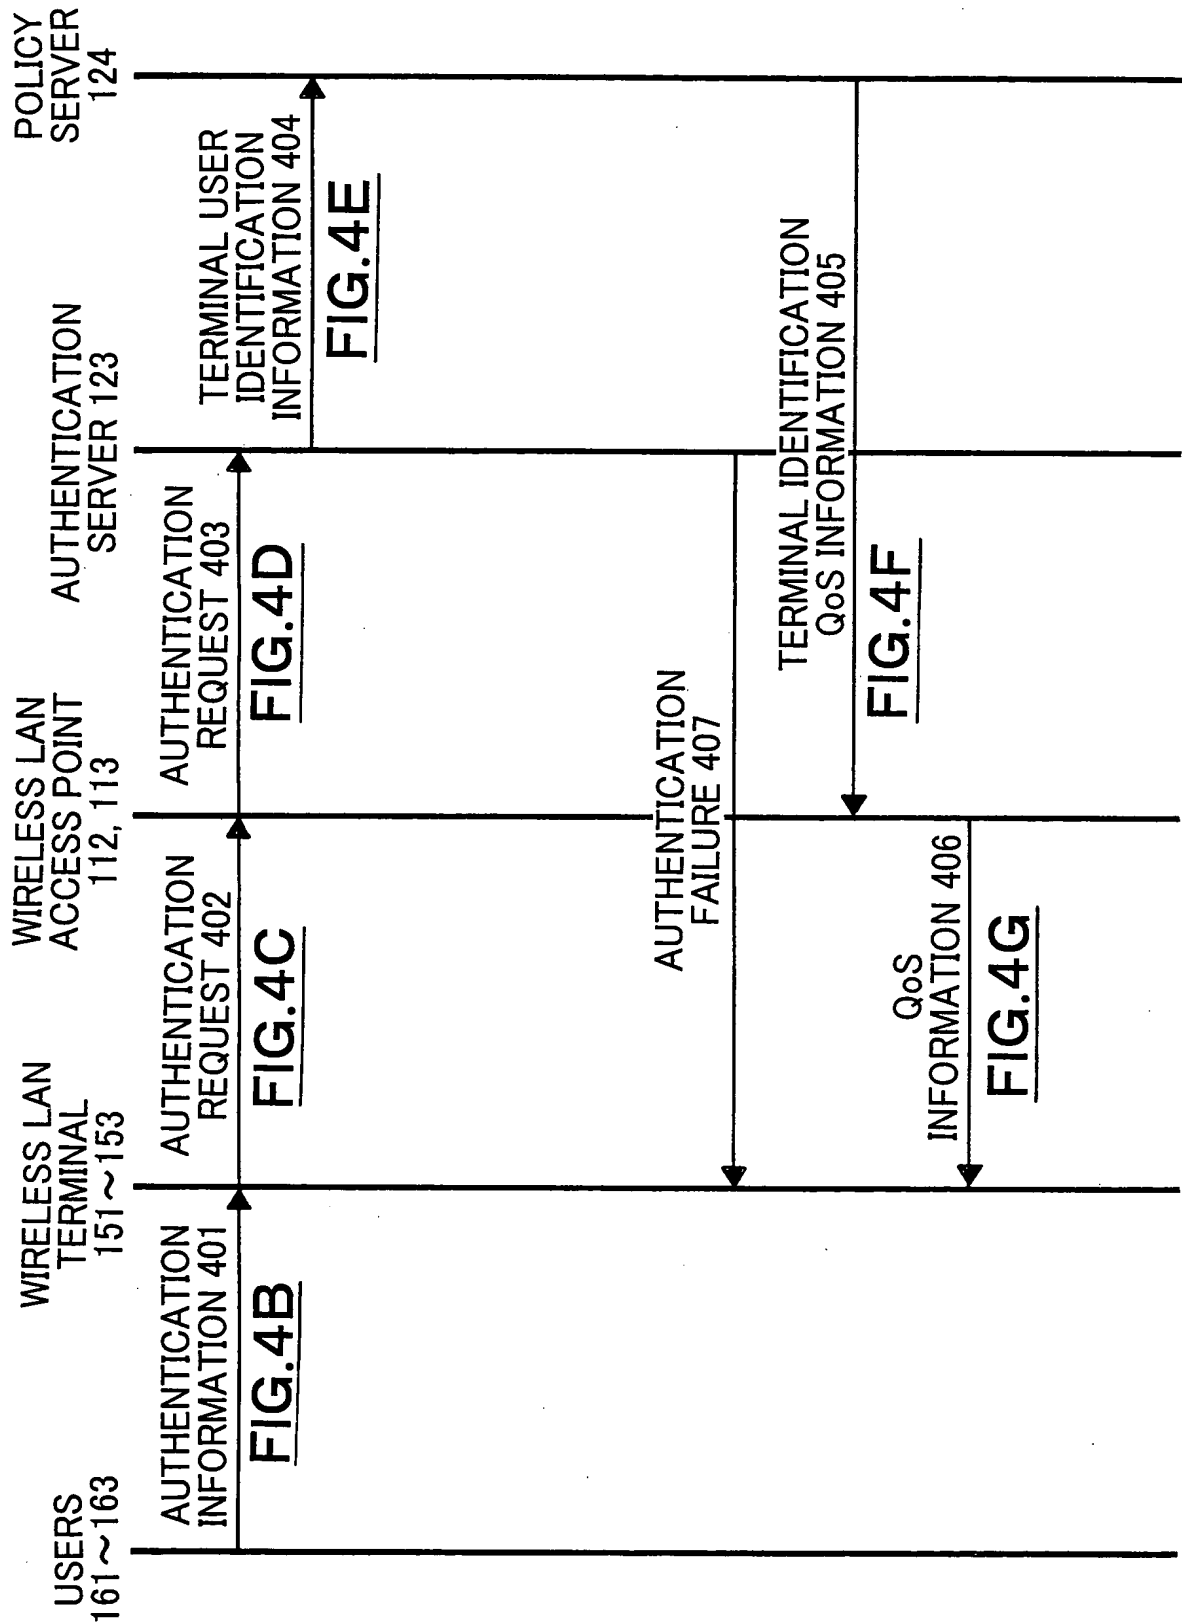 USERS
161~163
WIRELESS LAN
TERMINAL
151~153
WIRELESS LAN
ACCESS POINT
112, 113
AUTHENTICATION
SERVER 123
POLICY
SERVER
124
AUTHENTICATION
INFORMATION 401
FIG.4B
AUTHENTICATION
REQUEST 402
FIG.4C
AUTHENTICATION
REQUEST 403
FIG.4D
TERMINAL USER
IDENTIFICATION
INFORMATION 404
FIG.4E
AUTHENTICATION
FAILURE 407
TERMINAL IDENTIFICATION
QoS INFORMATION 405
FIG.4F
QoS
INFORMATION 406
FIG.4G